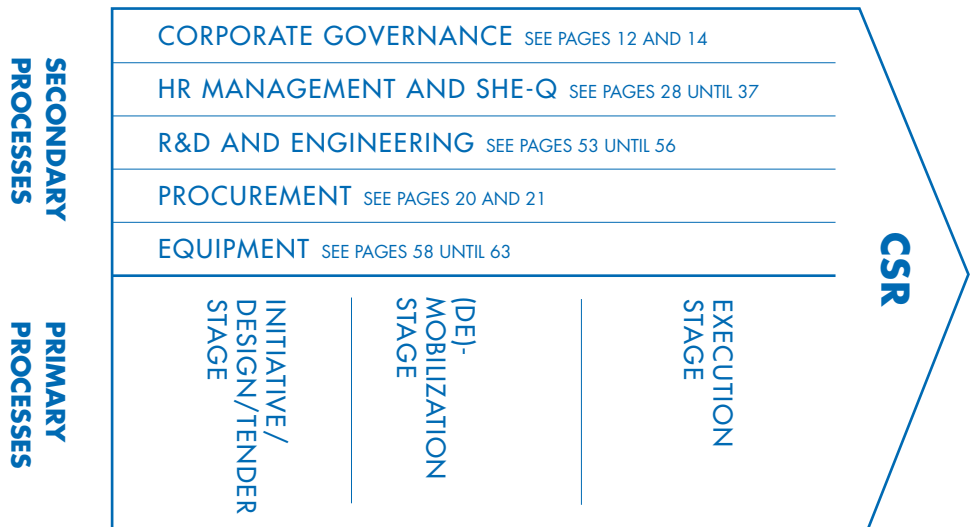 SECONDARY
PROCESSES
CORPORATE GOVERNANCE SEE PAGES 12 AND 14
HR MANAGEMENT AND SHE-Q SEE PAGES 28 UNTIL 37
R&D AND ENGINEERING SEE PAGES 53 UNTIL 56
PROCUREMENT SEE PAGES 20 AND 21
EQUIPMENT SEE PAGES 58 UNTIL 63
CSR
PRIMARY
PROCESSES
INITIATIVE/
DESIGN/TENDER
STAGE
(DE)-
MOBILIZATION
STAGE
EXECUTION
STAGE